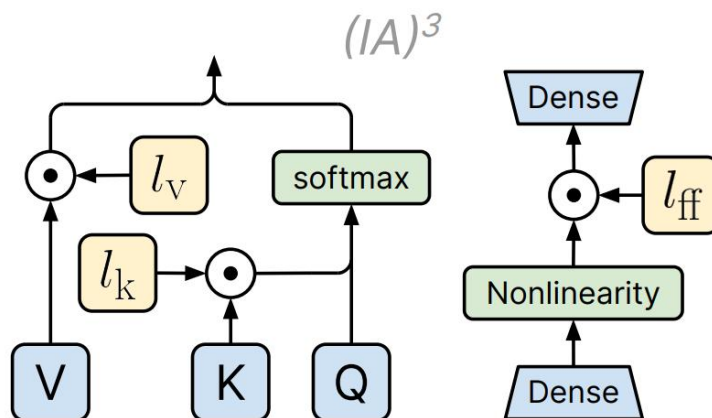 (IA)³
Dense
l_v
softmax
l_ff
l_k
Nonlinearity
V
K
Q
Dense